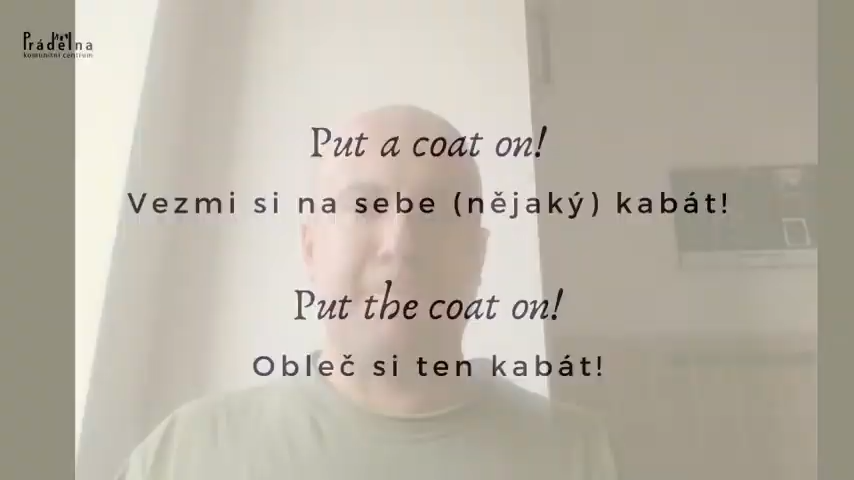 Prádelna
komunitní centrum
Put a coat on!
Vezmi si na sebe (nějaký) kabát!
Put the coat on!
Obleč si ten kabát!